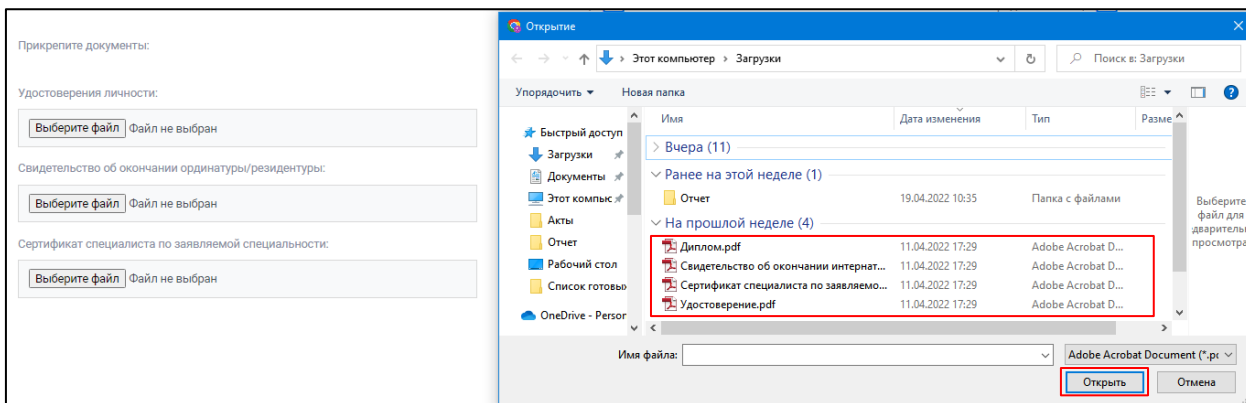 Прикрепите документы:
Удостоверения личности:
Выберите файл Файл не выбран
Свидетельство об окончании ординатуры/резидентуры:
Выберите файл Файл не выбран
Сертификат специалиста по заявляемой специальности:
Выберите файл Файл не выбран
Открытие
Этот компьютер > Загрузки
Поиск в: Загрузки
Упорядочить
Новая папка
Быстрый доступ
Загрузки
Документы
Этот компьюс
Акты
Отчет
Рабочий стол
Список готовы
OneDrive - Person
Имя Дата изменения Тип Разме
Вчера (11)
Ранее на этой неделе (1)
Отчет 19.04.2022 10:35 Папка с файлами
На прошлой неделе (4)
Диплом.pdf 11.04.2022 17:29 Adobe Acrobat D...
Свидетельство об окончании интернат... 11.04.2022 17:29 Adobe Acrobat D...
Сертификат специалиста по заявляемо... 11.04.2022 17:29 Adobe Acrobat D...
Удостоверение.pdf 11.04.2022 17:29 Adobe Acrobat D...
Выберите
файл для
дваритель
просмотра
Имя файла:
Adobe Acrobat Document (*.pd
Открыть
Отмена